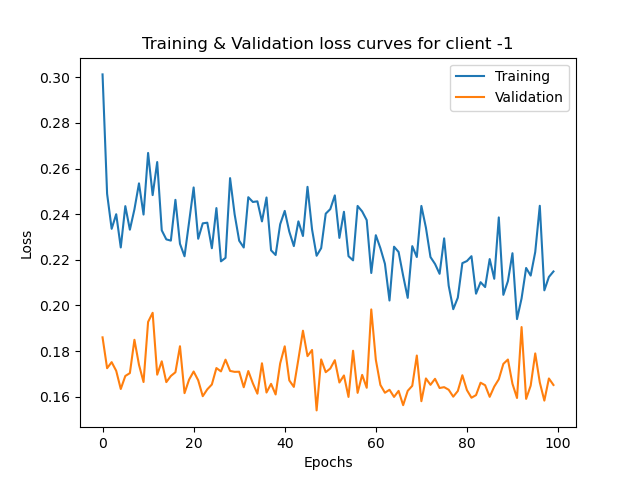 Training & Validation loss curves for client -1
Training
Validation
Loss
0.30
0.28
0.26
0.24
0.22
0.20
0.18
0.16
0
20
40
60
80
100
Epochs